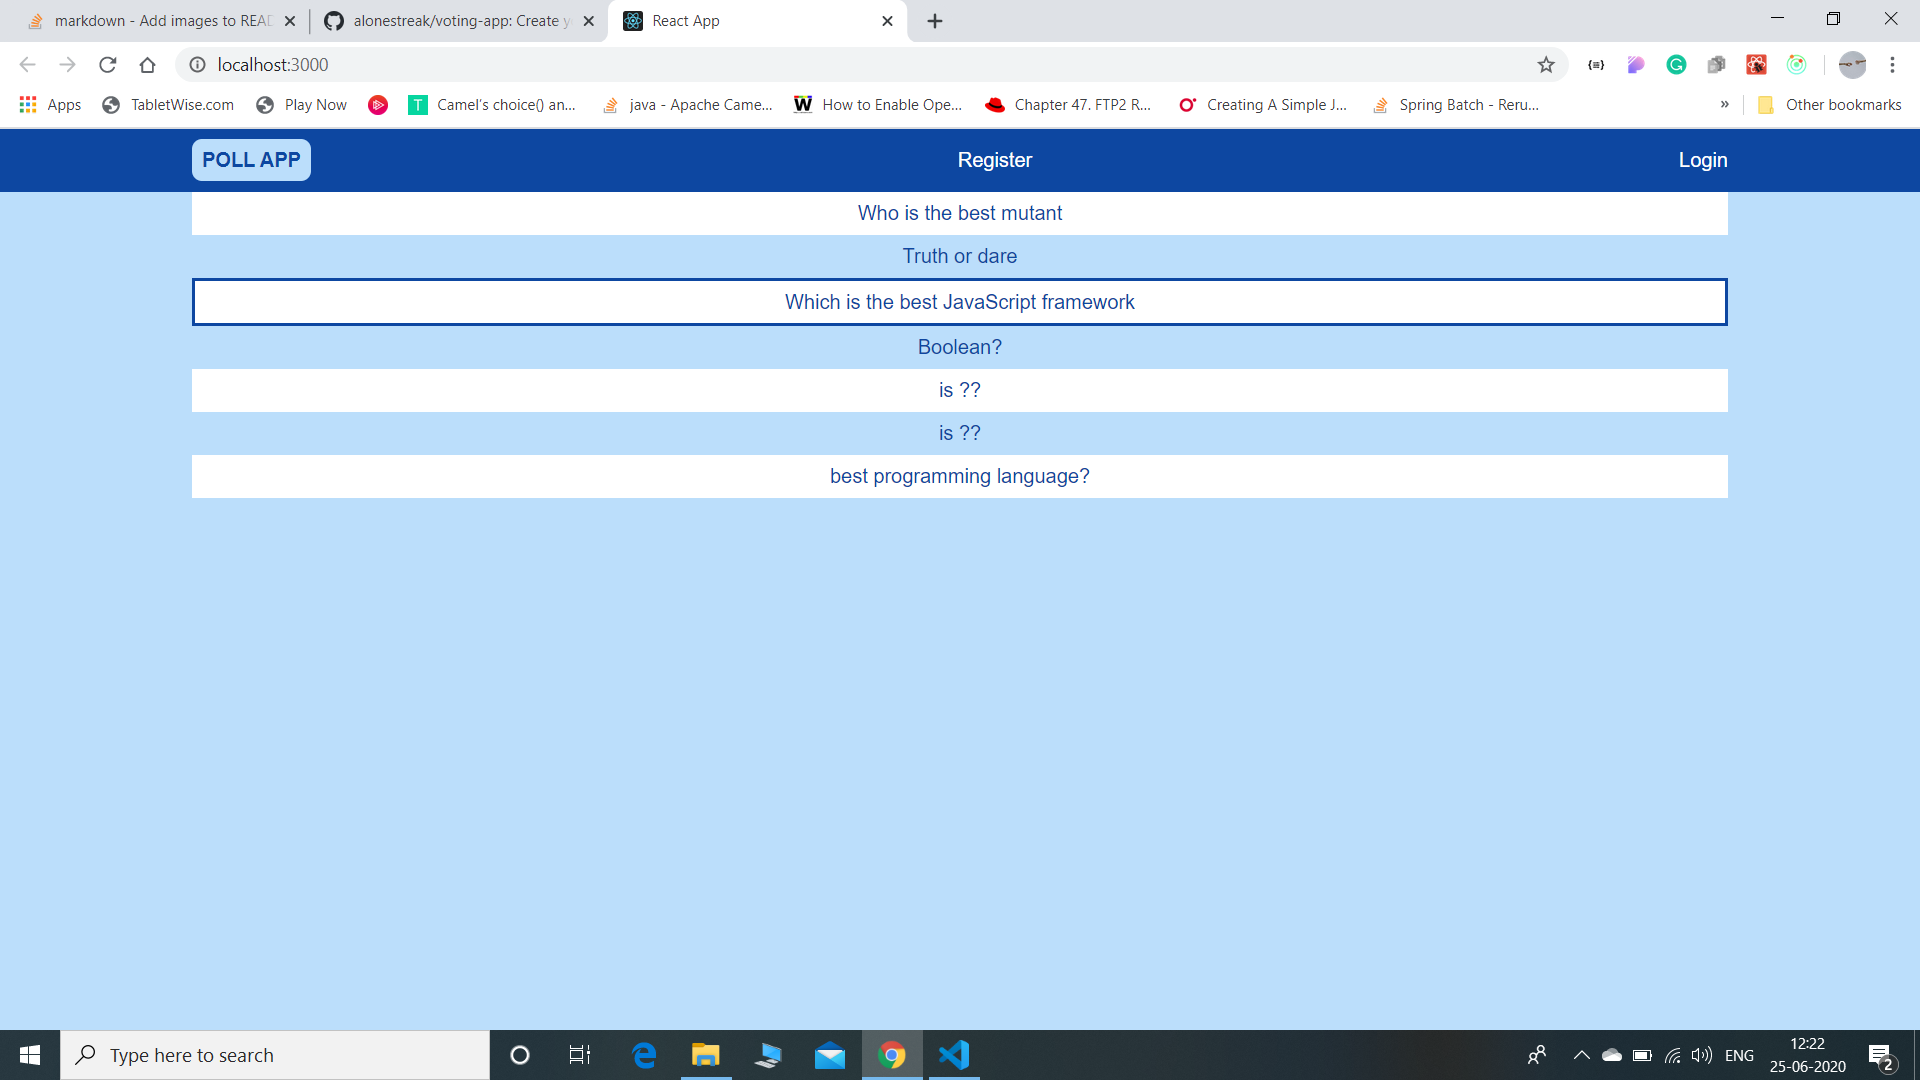 markdown - Add images to READ
alonestreak/voting-app: Create y
React App
localhost:3000
Apps
TabletWise.com
Play Now
T
Camel's choice() an...
java - Apache Came...
W
How to Enable Ope...
Chapter 47. FTP2 R...
Creating A Simple J...
Spring Batch - Reru...
»
Other bookmarks
POLL APP
Register
Login
Who is the best mutant
Truth or dare
Which is the best JavaScript framework
Boolean?
is ??
is ??
best programming language?
Type here to search
ENG
12:22
25-06-2020
2